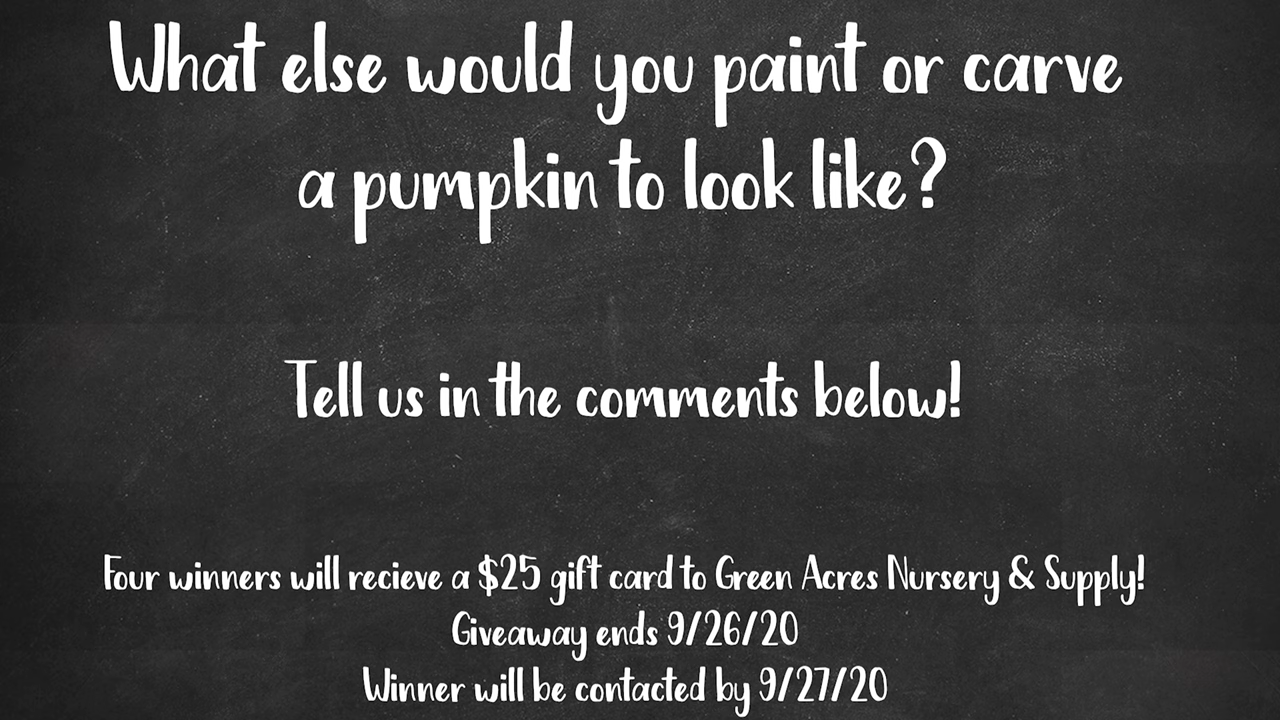 What else would you paint or carve
a pumpkin to look like?
Tell us in the comments below!
Four winners will recieve a $25 gift card to Green Acres Nursery & Supply!
Giveaway ends 9/26/20
Winner will be contacted by 9/27/20